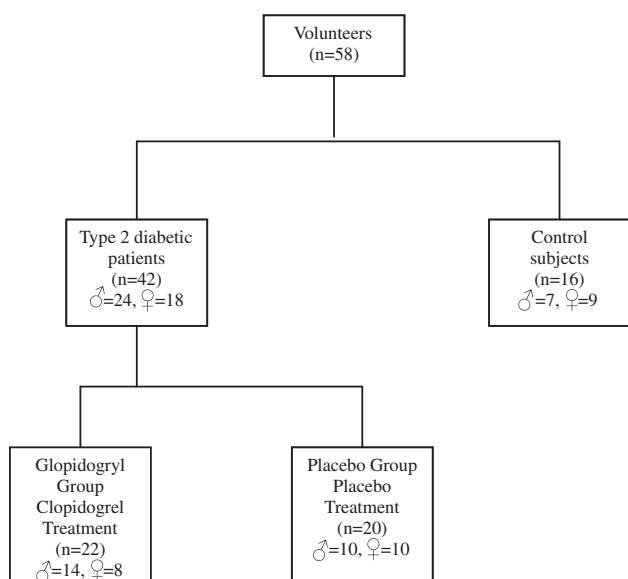 Volunteers
(n=58)
Type 2 diabetic
patients
(n=42)
♂=24, ♀=18
Control
subjects
(n=16)
♂=7, ♀=9
Glopidogryl
Group
Clopidogrel
Treatment
(n=22)
♂=14, ♀=8
Placebo Group
Placebo
Treatment
(n=20)
♂=10, ♀=10